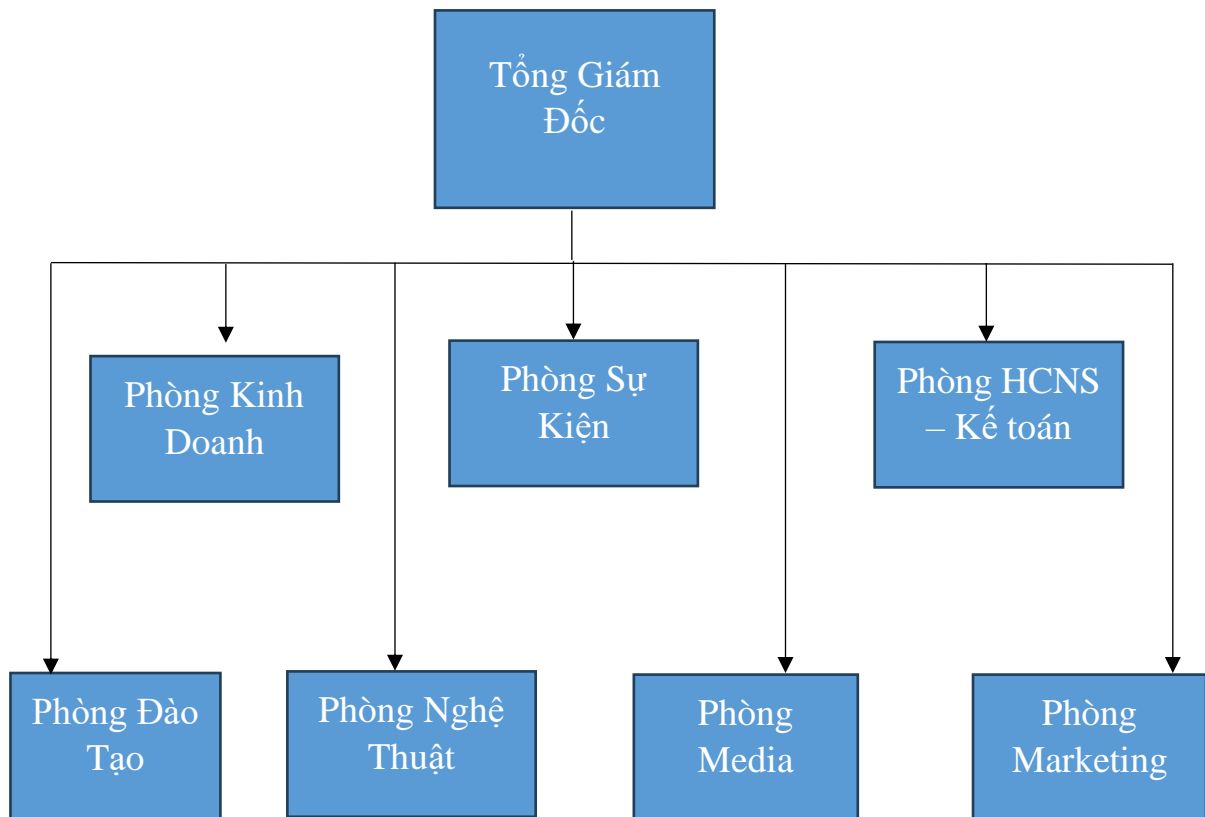 Tổng Giám
Đốc
Phòng Kinh
Doanh
Phòng Sự
Kiện
Phòng HCNS
– Kế toán
Phòng Đào
Tạo
Phòng Nghệ
Thuật
Phòng
Media
Phòng
Marketing